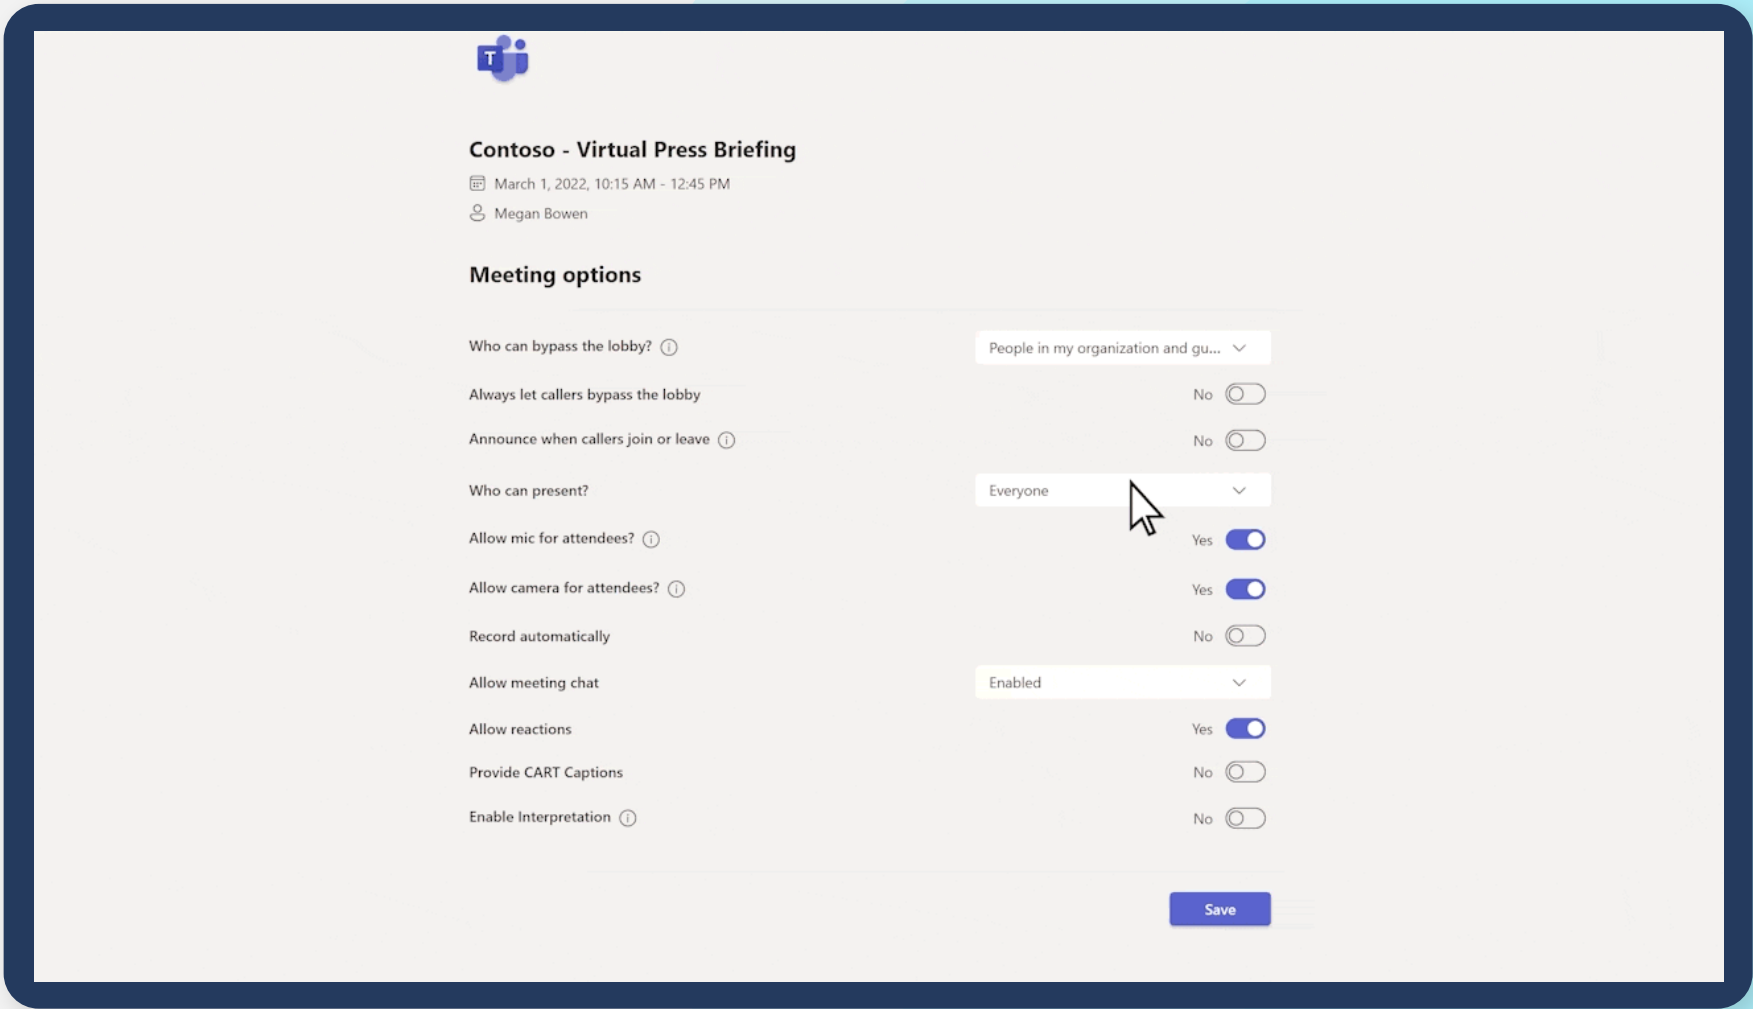 T
Contoso - Virtual Press Briefing
March 1, 2022, 10:15 AM - 12:45 PM
Megan Bowen
Meeting options
Who can bypass the lobby? People in my organization and gu...
Always let callers bypass the lobby No
Announce when callers join or leave No
Who can present? Everyone
Allow mic for attendees? Yes
Allow camera for attendees? Yes
Record automatically No
Allow meeting chat Enabled
Allow reactions Yes
Provide CART Captions No
Enable Interpretation No
Save